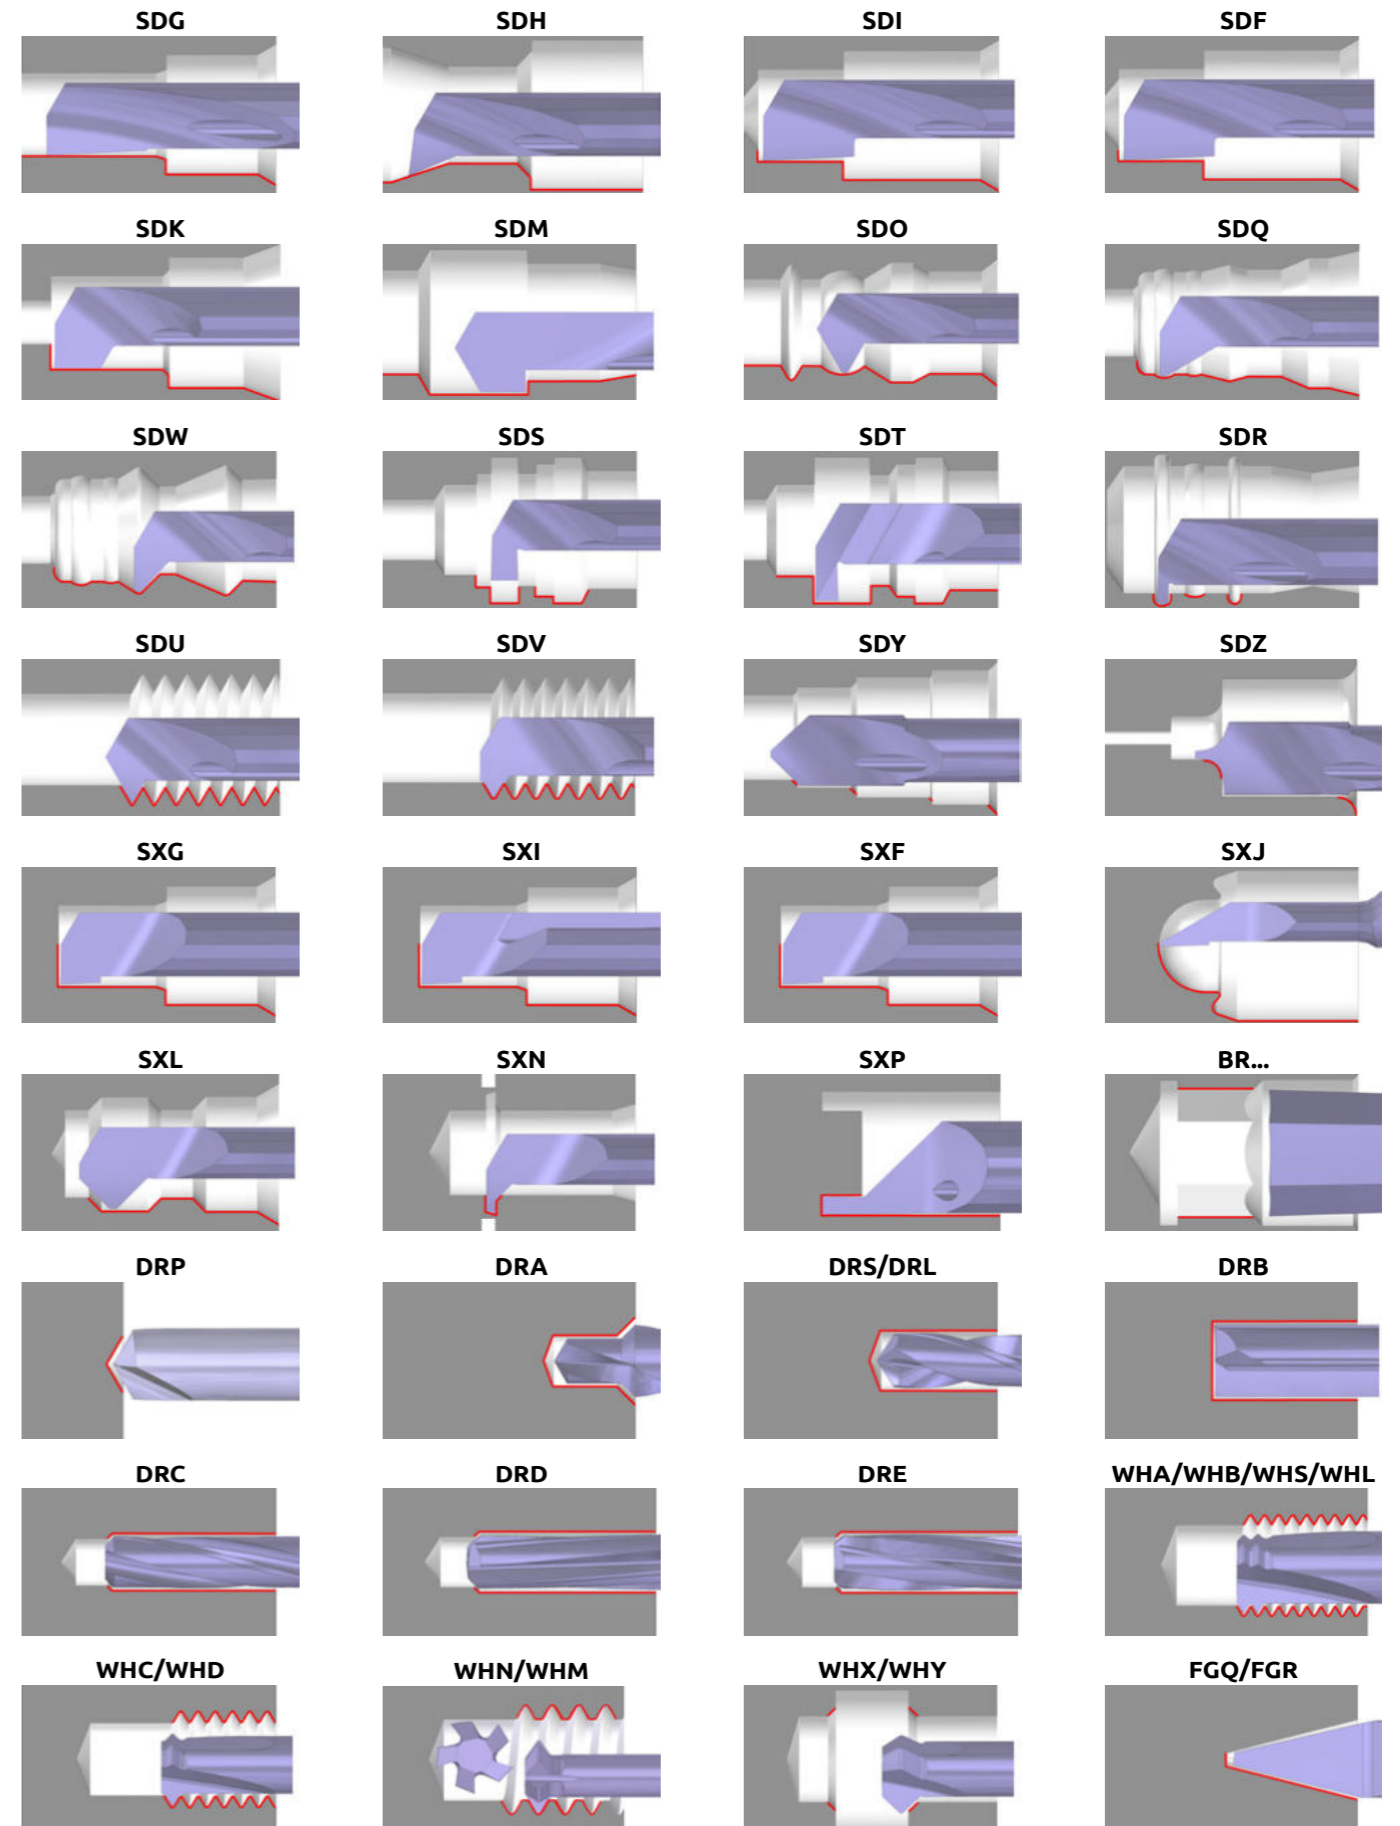 SDG SDH SDI SDF
SDK SDM SDO SDQ
SDW SDS SDT SDR
SDU SDV SDY SDZ
SXG SXI SXF SXJ
SXL SXN SXP BR...
DRP DRA DRS/DRL DRB
DRC DRD DRE WHA/WHB/WHS/WHL
WHC/WHD WHN/WHM WHX/WHY FGQ/FGR